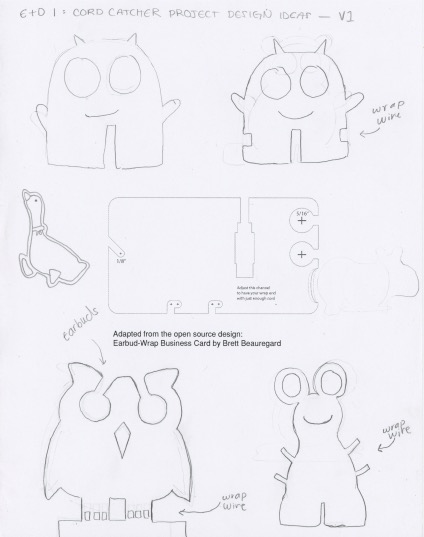 E+D 1: CORD CATCHER PROJECT DESIGN IDEAS — V1
wrap
wire
5/16"
1/8"
Adjust this channel
to have your wrap end
with just enough cord
earbuds
Adapted from the open source design:
Earbud-Wrap Business Card by Brett Beauregard
wrap
wire
wrap
wire